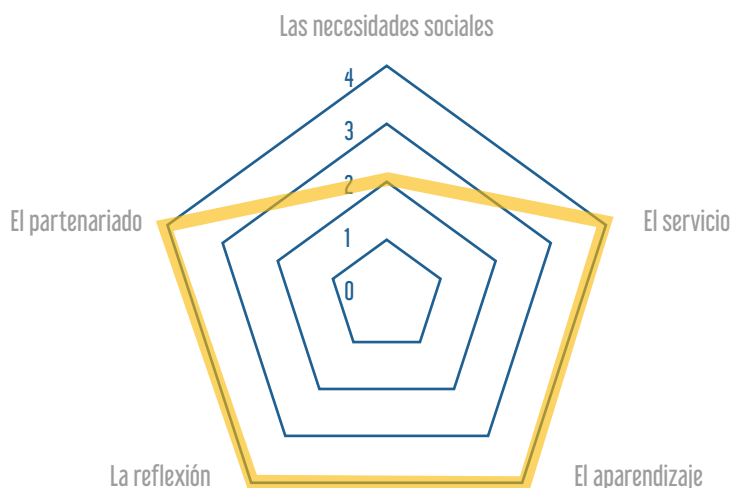 Las necesidades sociales
4
3
2
El partenariado
El servicio
1
0
La reflexión
El aparendizaje